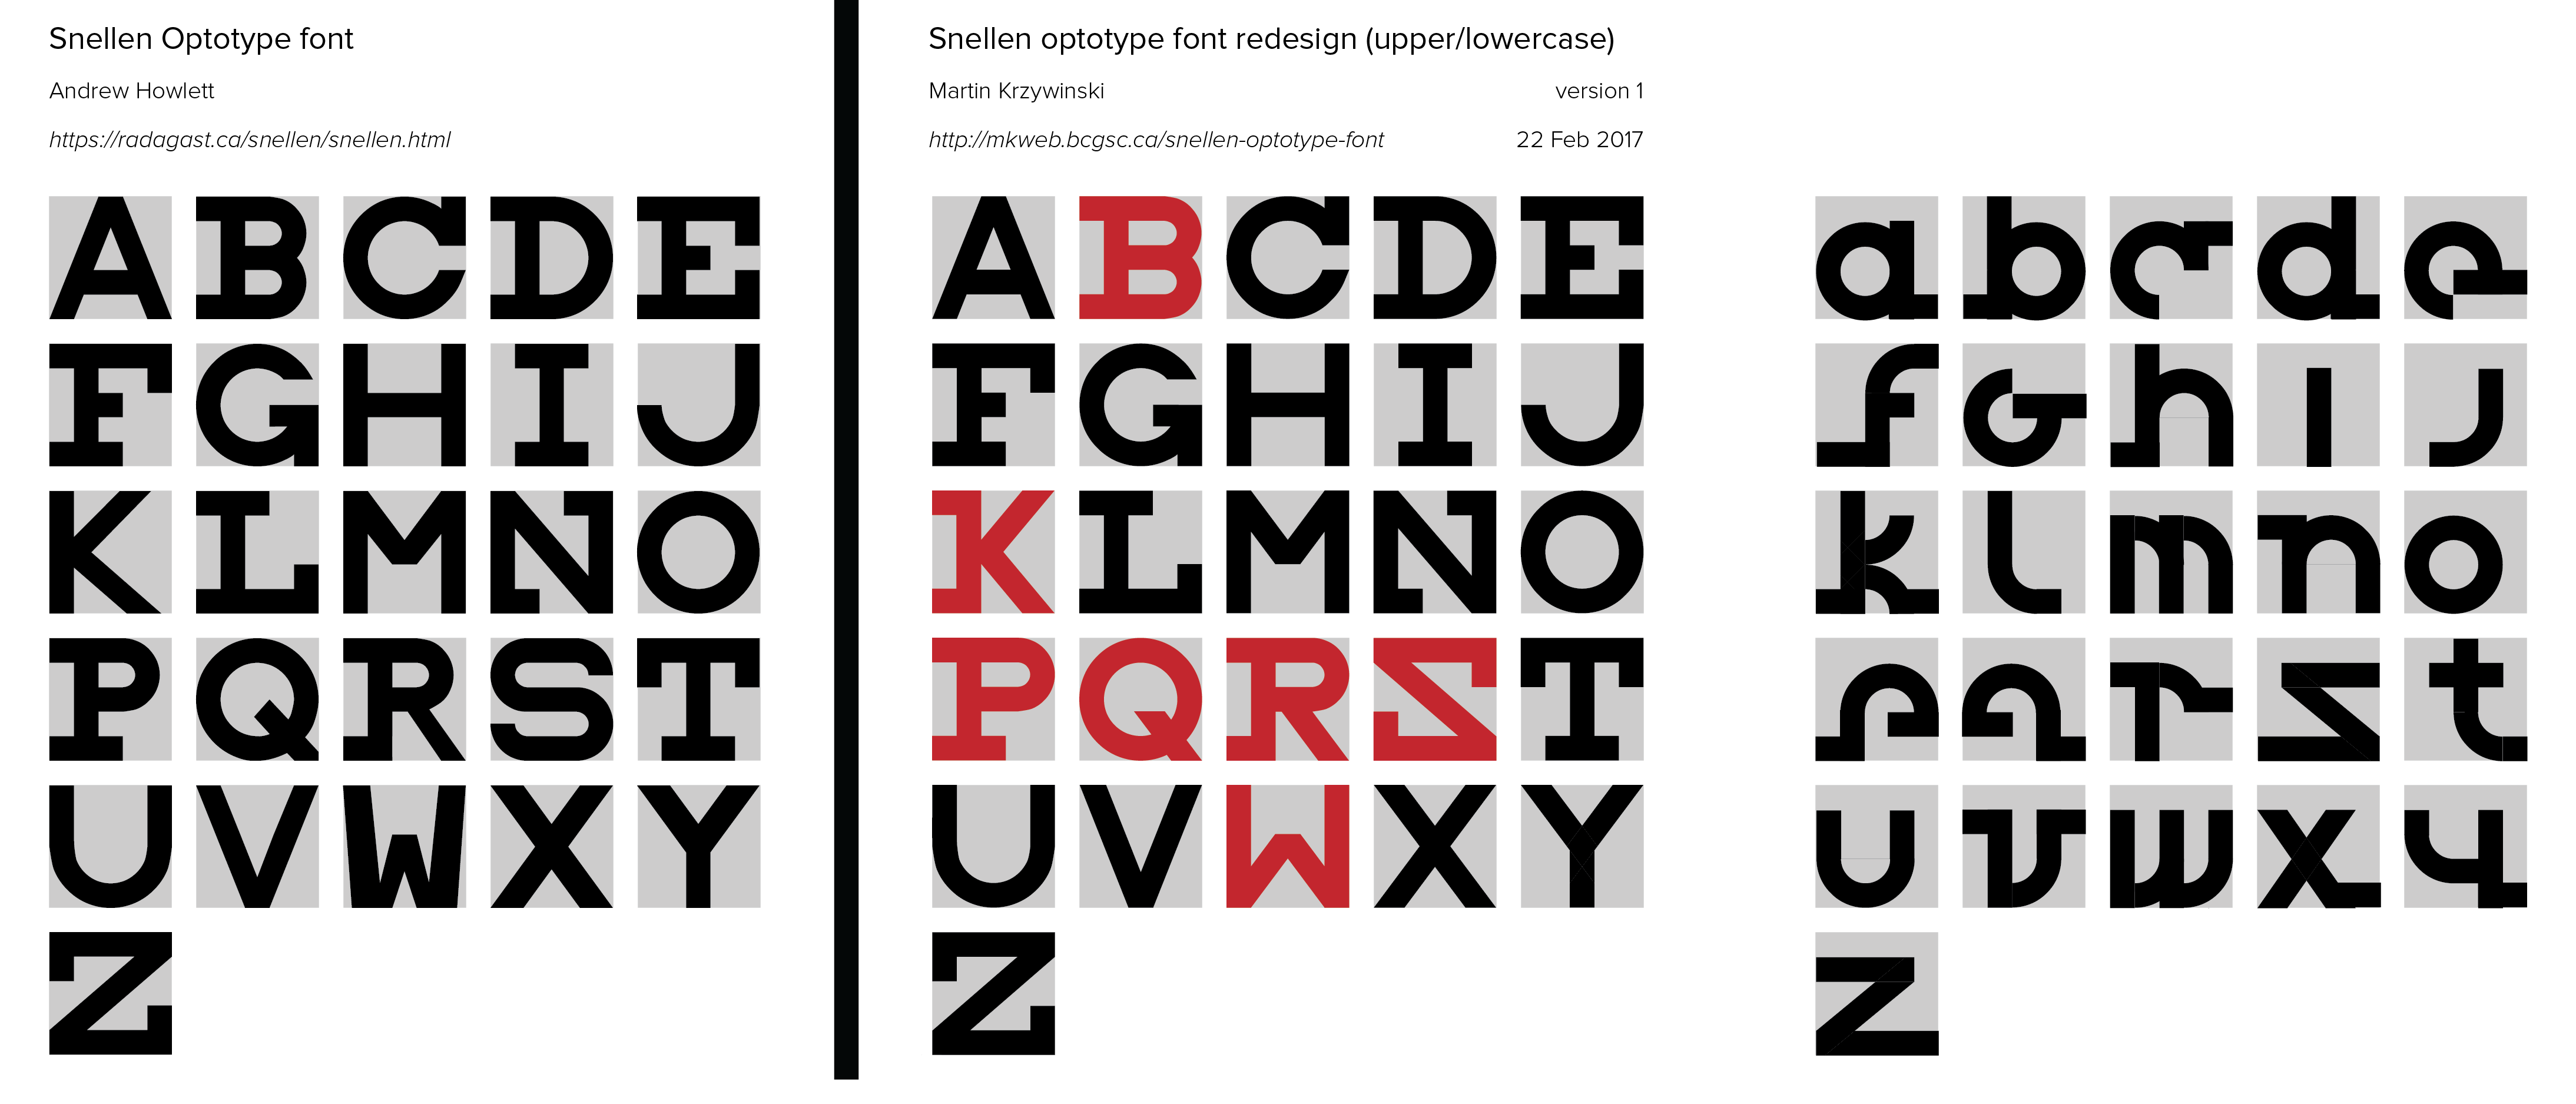 Snellen Optotype font
Andrew Howlett
https://radagast.ca/snellen/snellen.html
A B C D E
F G H I J
K L M N O
P Q R S T
U V W X Y
Z
Snellen optotype font redesign (upper/lowercase)
Martin Krzywinski version 1
http://mkweb.bcgsc.ca/snellen-optotype-font 22 Feb 2017
A B C D E
F G H I J
K L M N O
P Q R S T
U V W X Y
Z
a b c d e
f g h i j
k l m n o
p q r s t
u v w x y
z